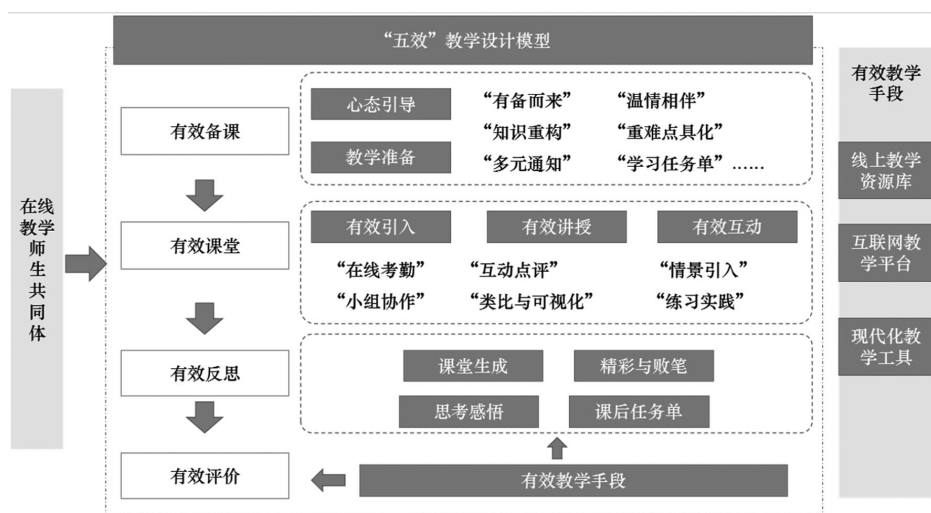 “五效”教学设计模型
在线
教学
师
生
共
同
体
有效备课
心态引导
教学准备
“有备而来” “温情相伴”
“知识重构” “重难点具化”
“多元通知” “学习任务单”……
有效课堂
有效引入 有效讲授 有效互动
“在线考勤” “互动点评” “情景引入”
“小组协作” “类比与可视化” “练习实践”
有效反思
课堂生成 精彩与败笔
思考感悟 课后任务单
有效评价
有效教学手段
有效教学
手段
线上教学
资源库
互联网教
学平台
现代化教
学工具